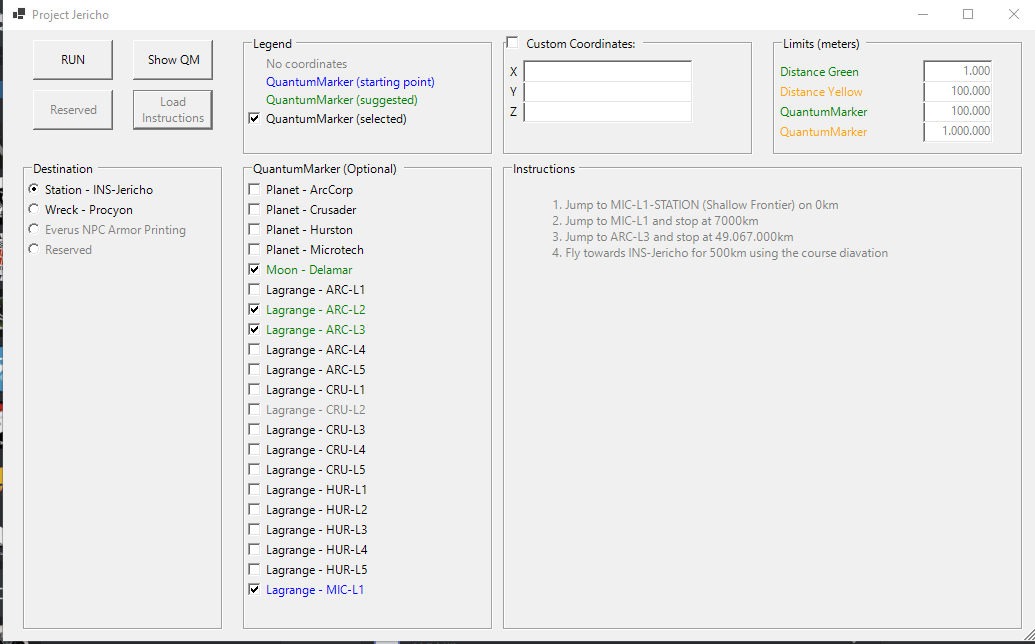 Project Jericho
RUN
Show QM
Reserved
Load
Instructions
Legend
No coordinates
QuantumMarker (starting point)
QuantumMarker (suggested)
QuantumMarker (selected)
Custom Coordinates:
X
Y
Z
Limits (meters)
Distance Green 1.000
Distance Yellow 100.000
QuantumMarker 100.000
QuantumMarker 1.000.000
Destination
Station - INS-Jericho
Wreck - Procyon
Everus NPC Armor Printing
Reserved
QuantumMarker (Optional)
Planet - ArcCorp
Planet - Crusader
Planet - Hurston
Planet - Microtech
Moon - Delamar
Lagrange - ARC-L1
Lagrange - ARC-L2
Lagrange - ARC-L3
Lagrange - ARC-L4
Lagrange - ARC-L5
Lagrange - CRU-L1
Lagrange - CRU-L2
Lagrange - CRU-L3
Lagrange - CRU-L4
Lagrange - CRU-L5
Lagrange - HUR-L1
Lagrange - HUR-L2
Lagrange - HUR-L3
Lagrange - HUR-L4
Lagrange - HUR-L5
Lagrange - MIC-L1
Instructions
1. Jump to MIC-L1-STATION (Shallow Frontier) on 0km
2. Jump to MIC-L1 and stop at 7000km
3. Jump to ARC-L3 and stop at 49.067.000km
4. Fly towards INS-Jericho for 500km using the course diavation